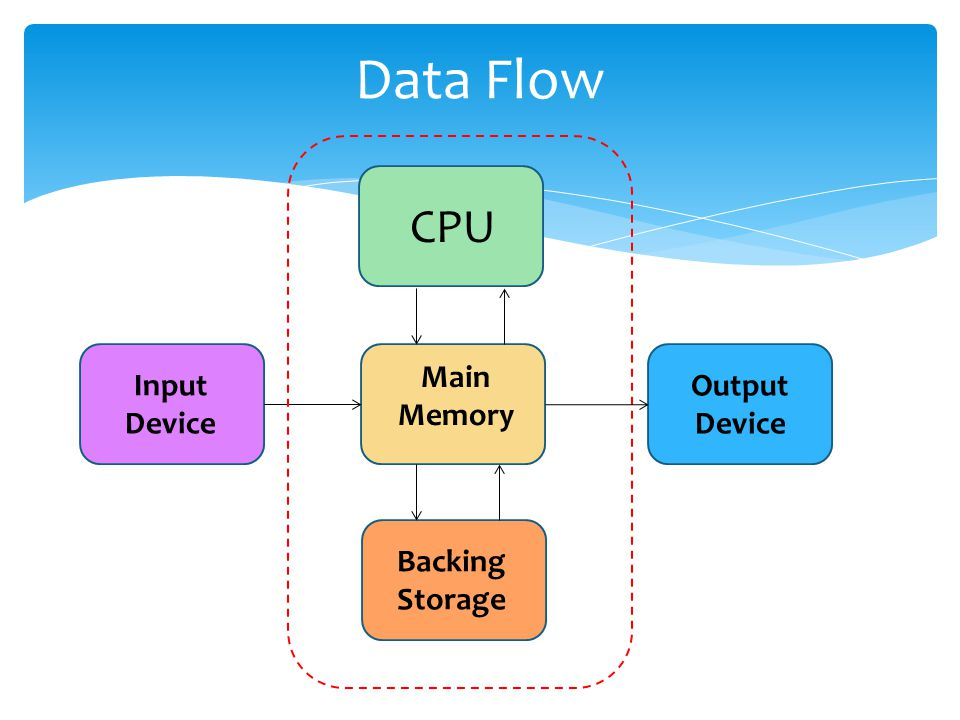 Data Flow
CPU
Input
Device
Main
Memory
Output
Device
Backing
Storage